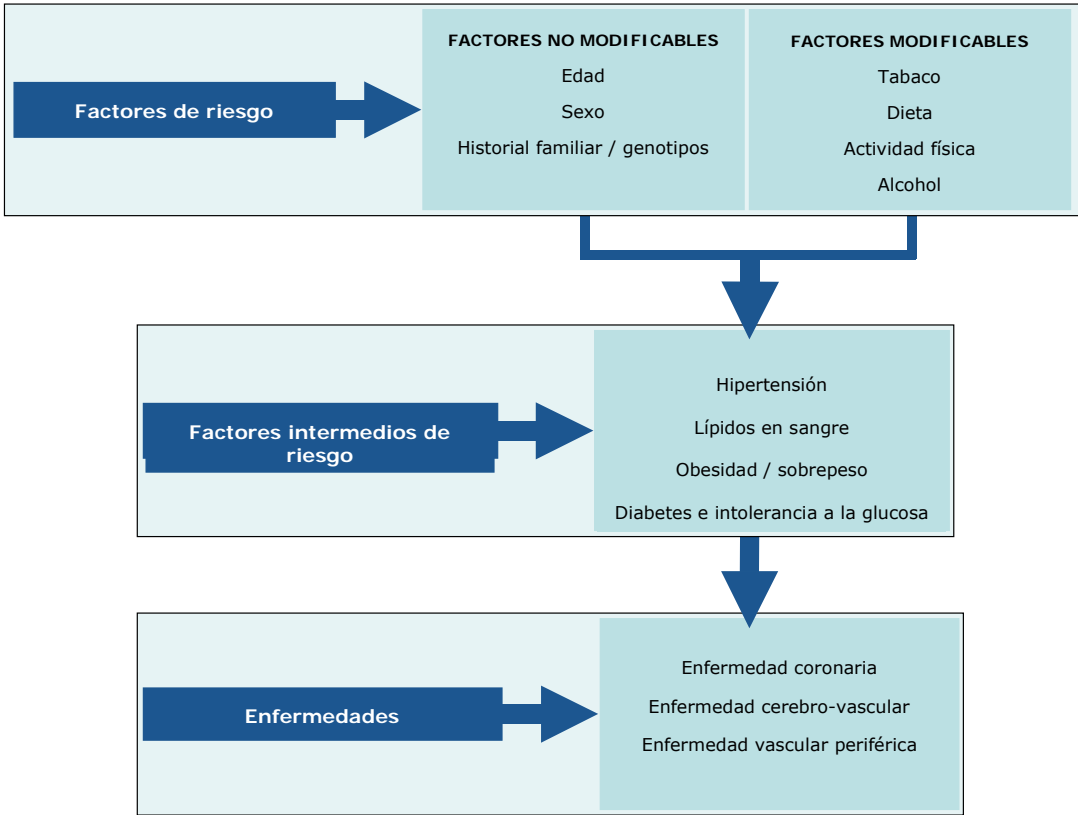 Factores de riesgo
FACTORES NO MODIFICABLES
Edad
Sexo
Historial familiar / genotipos
FACTORES MODIFICABLES
Tabaco
Dieta
Actividad física
Alcohol
Factores intermedios de
riesgo
Hipertensión
Lípidos en sangre
Obesidad / sobrepeso
Diabetes e intolerancia a la glucosa
Enfermedades
Enfermedad coronaria
Enfermedad cerebro-vascular
Enfermedad vascular periférica